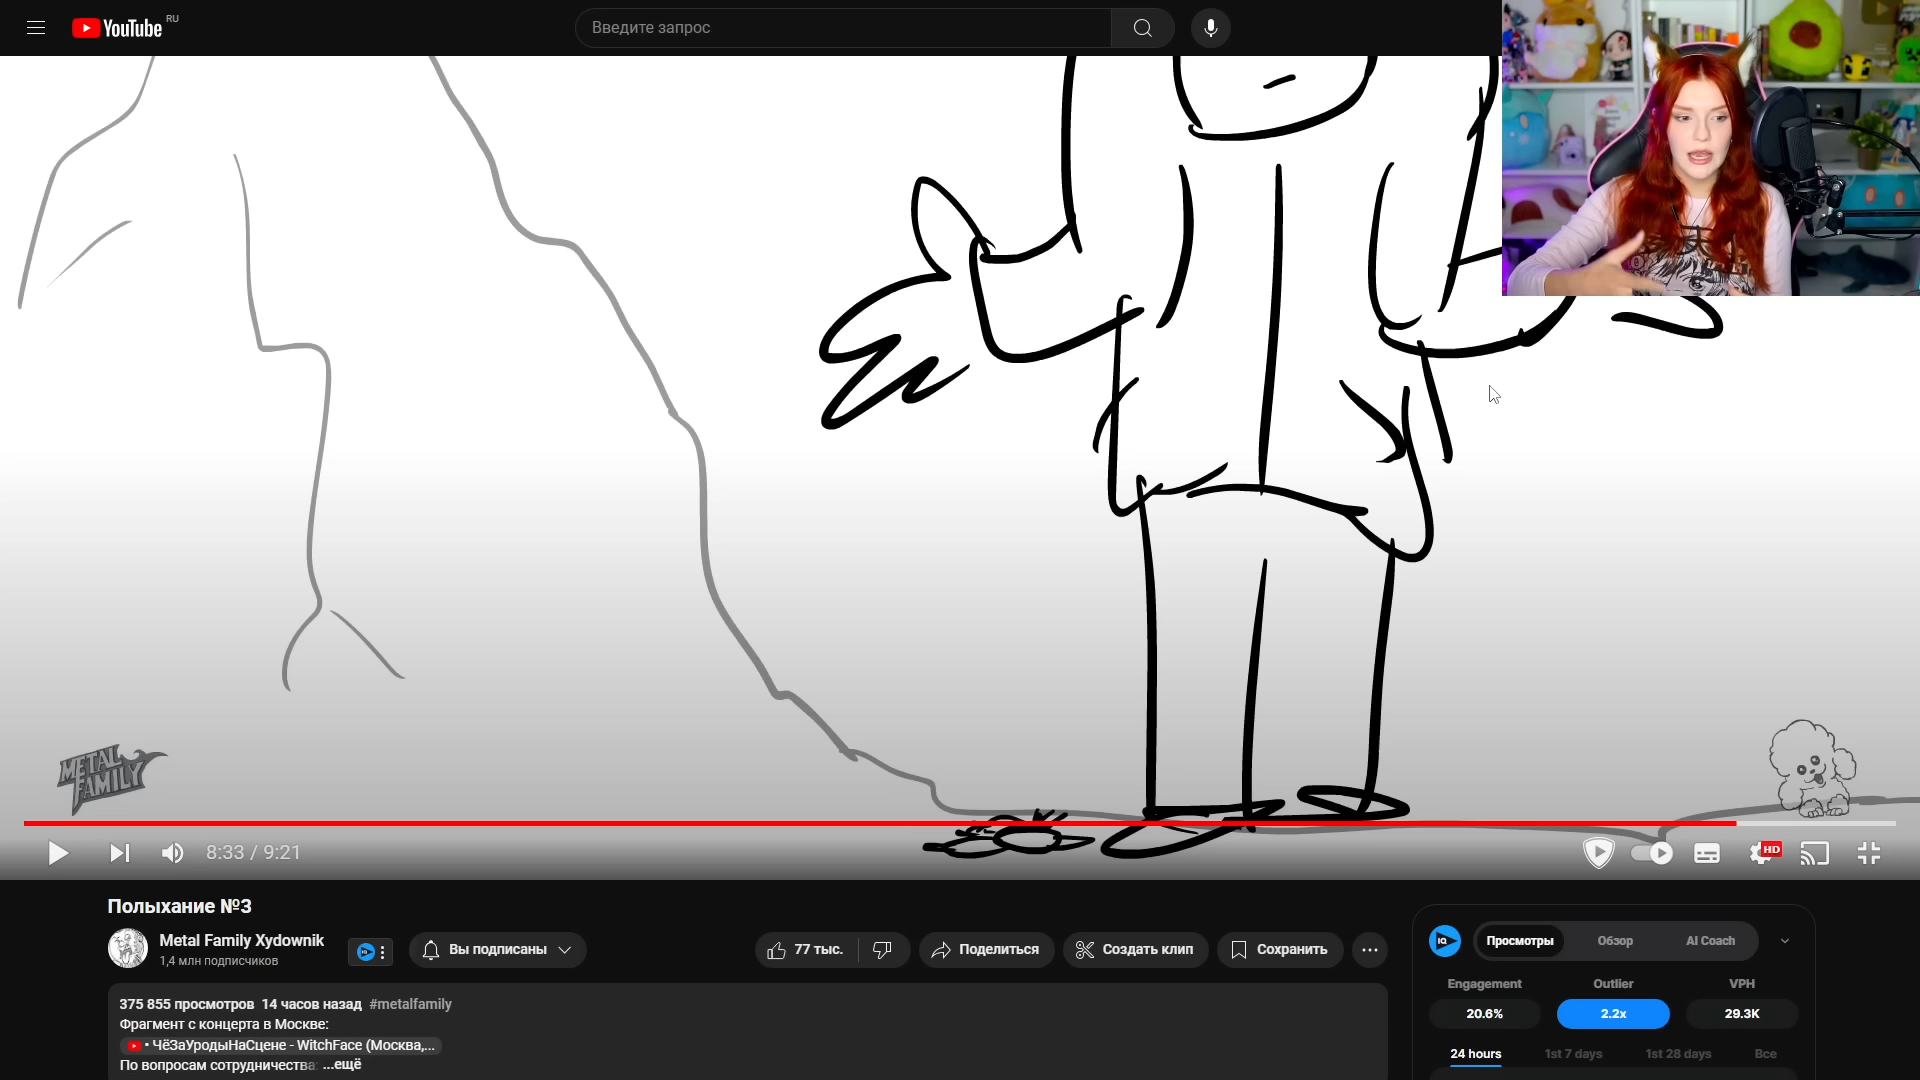 YouTube RU
Введите запрос
METAL
FAMILY
8:33 / 9:21
HD
Полыхание №3
Metal Family Xydownik
1,4 млн подписчиков
IQ
Вы подписаны
77 тыс.
Поделиться
Создать клип
Сохранить
375 855 просмотров 14 часов назад #metalfamily
Фрагмент с концерта в Москве:
• ЧёЗаУродыНаСцене - WitchFace (Москва,...
По вопросам сотрудничества: ...ещё
IQ
Просмотры
Обзор
AI Coach
Engagement
Outlier
VPH
20.6%
2.2x
29.3K
24 hours
1st 7 days
1st 28 days
Все